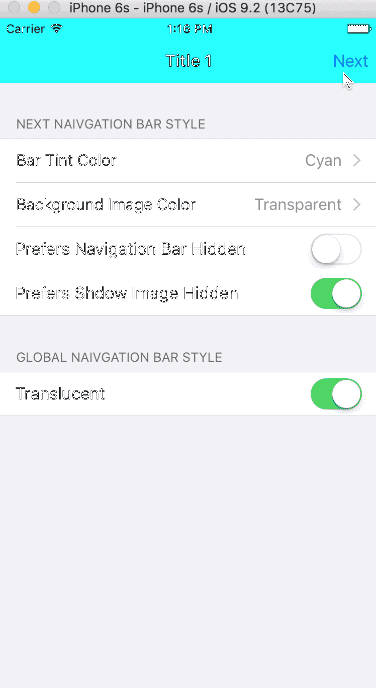 iPhone 6s - iPhone 6s / iOS 9.2 (13C75)
Carrier 1:16 PM
Title 1 Next
NEXT NAIVGATION BAR STYLE
Bar Tint Color Cyan
Background Image Color Transparent
Prefers Navigation Bar Hidden
Prefers Shdow Image Hidden
GLOBAL NAIVGATION BAR STYLE
Translucent